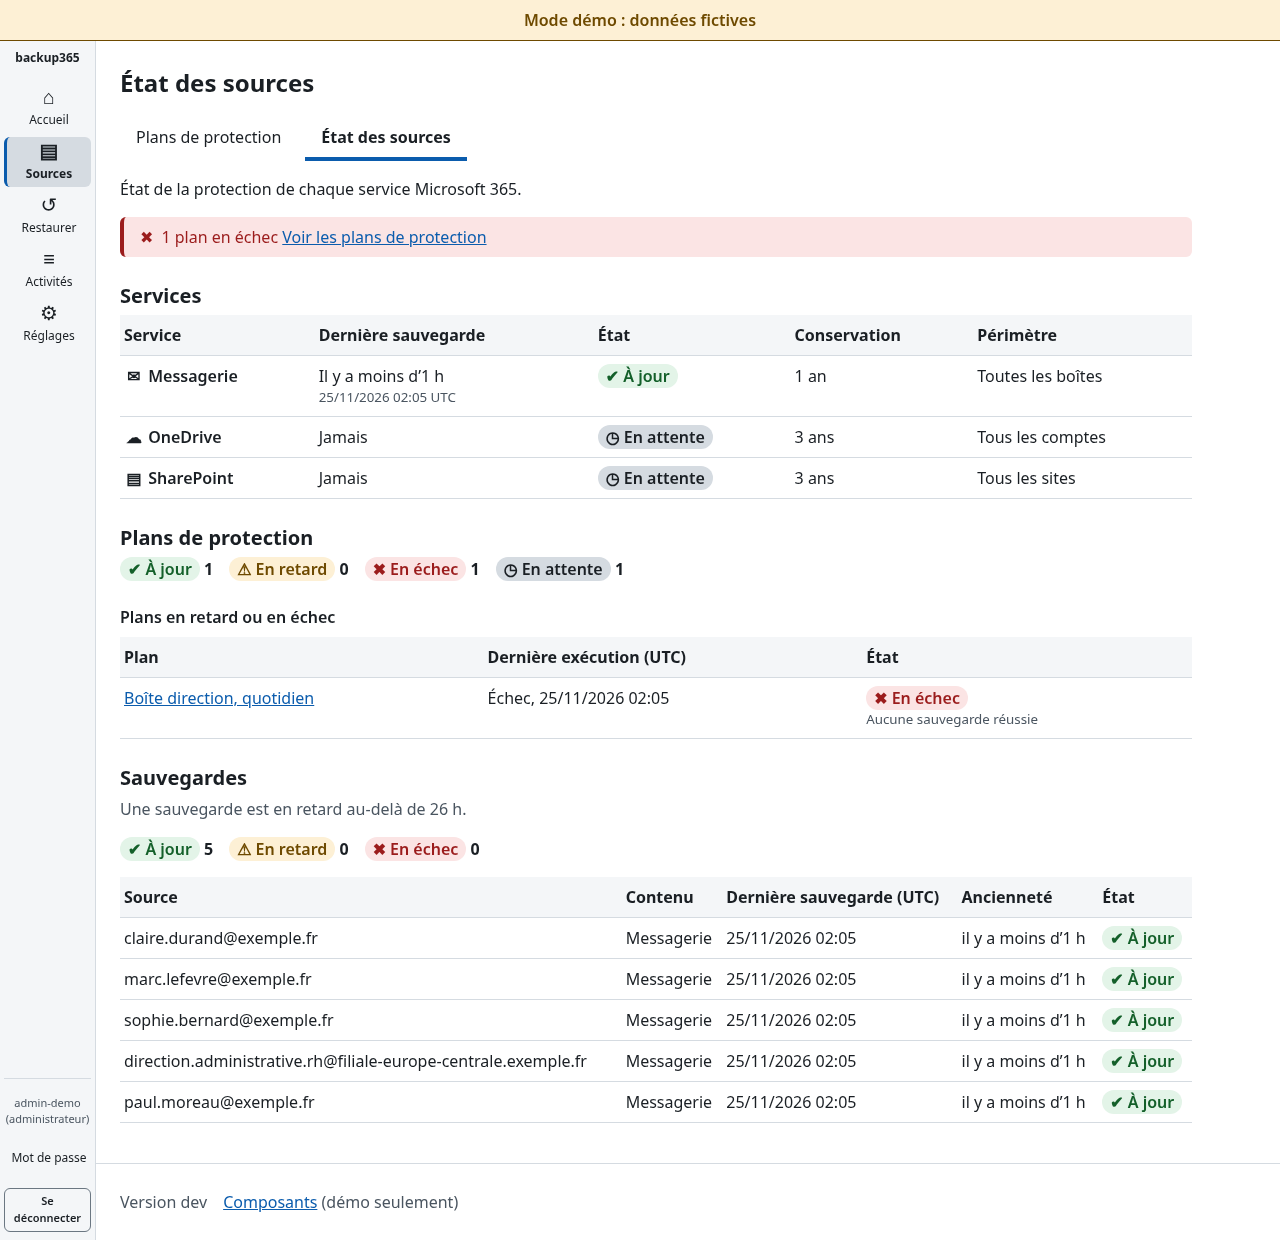 Mode démo : données fictives
backup365
Accueil
Sources
Restaurer
Activités
Réglages
admin-demo
(administrateur)
Mot de passe
Se
déconnecter
État des sources
Plans de protection État des sources
État de la protection de chaque service Microsoft 365.
✖ 1 plan en échec Voir les plans de protection
Services
Service Dernière sauvegarde État Conservation Périmètre
Messagerie Il y a moins d’1 h ✔ À jour 1 an Toutes les boîtes
25/11/2026 02:05 UTC
OneDrive Jamais En attente 3 ans Tous les comptes
SharePoint Jamais En attente 3 ans Tous les sites
Plans de protection
✔ À jour 1 ⚠ En retard 0 ✖ En échec 1 En attente 1
Plans en retard ou en échec
Plan Dernière exécution (UTC) État
Boîte direction, quotidien Échec, 25/11/2026 02:05 ✖ En échec
Aucune sauvegarde réussie
Sauvegardes
Une sauvegarde est en retard au-delà de 26 h.
✔ À jour 5 ⚠ En retard 0 ✖ En échec 0
Source Contenu Dernière sauvegarde (UTC) Ancienneté État
claire.durand@exemple.fr Messagerie 25/11/2026 02:05 il y a moins d’1 h ✔ À jour
marc.lefevre@exemple.fr Messagerie 25/11/2026 02:05 il y a moins d’1 h ✔ À jour
sophie.bernard@exemple.fr Messagerie 25/11/2026 02:05 il y a moins d’1 h ✔ À jour
direction.administrative.rh@filiale-europe-centrale.exemple.fr Messagerie 25/11/2026 02:05 il y a moins d’1 h ✔ À jour
paul.moreau@exemple.fr Messagerie 25/11/2026 02:05 il y a moins d’1 h ✔ À jour
Version dev Composants (démo seulement)